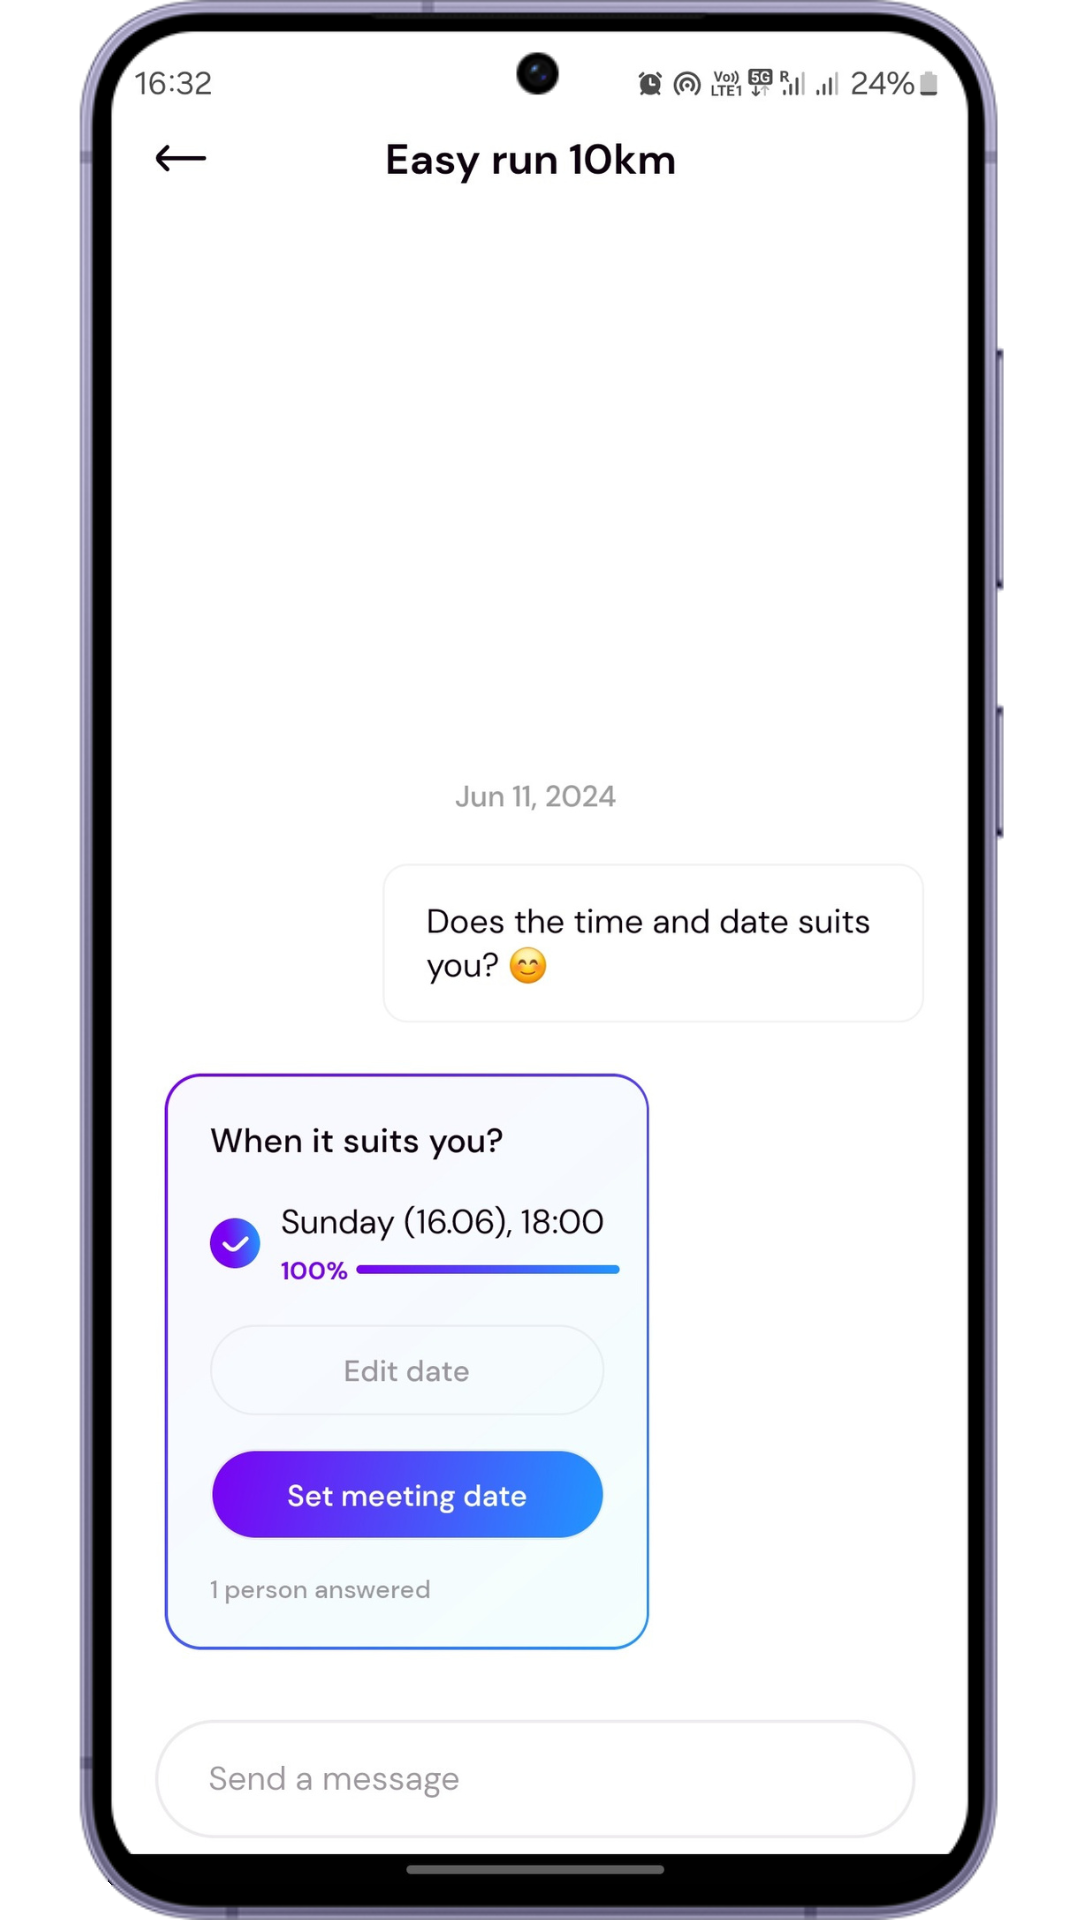 16:32
Vo)) LTE1 5G R 24%
Easy run 10km
Jun 11, 2024
Does the time and date suits
you? 😊
When it suits you?
Sunday (16.06), 18:00
100%
Edit date
Set meeting date
1 person answered
Send a message